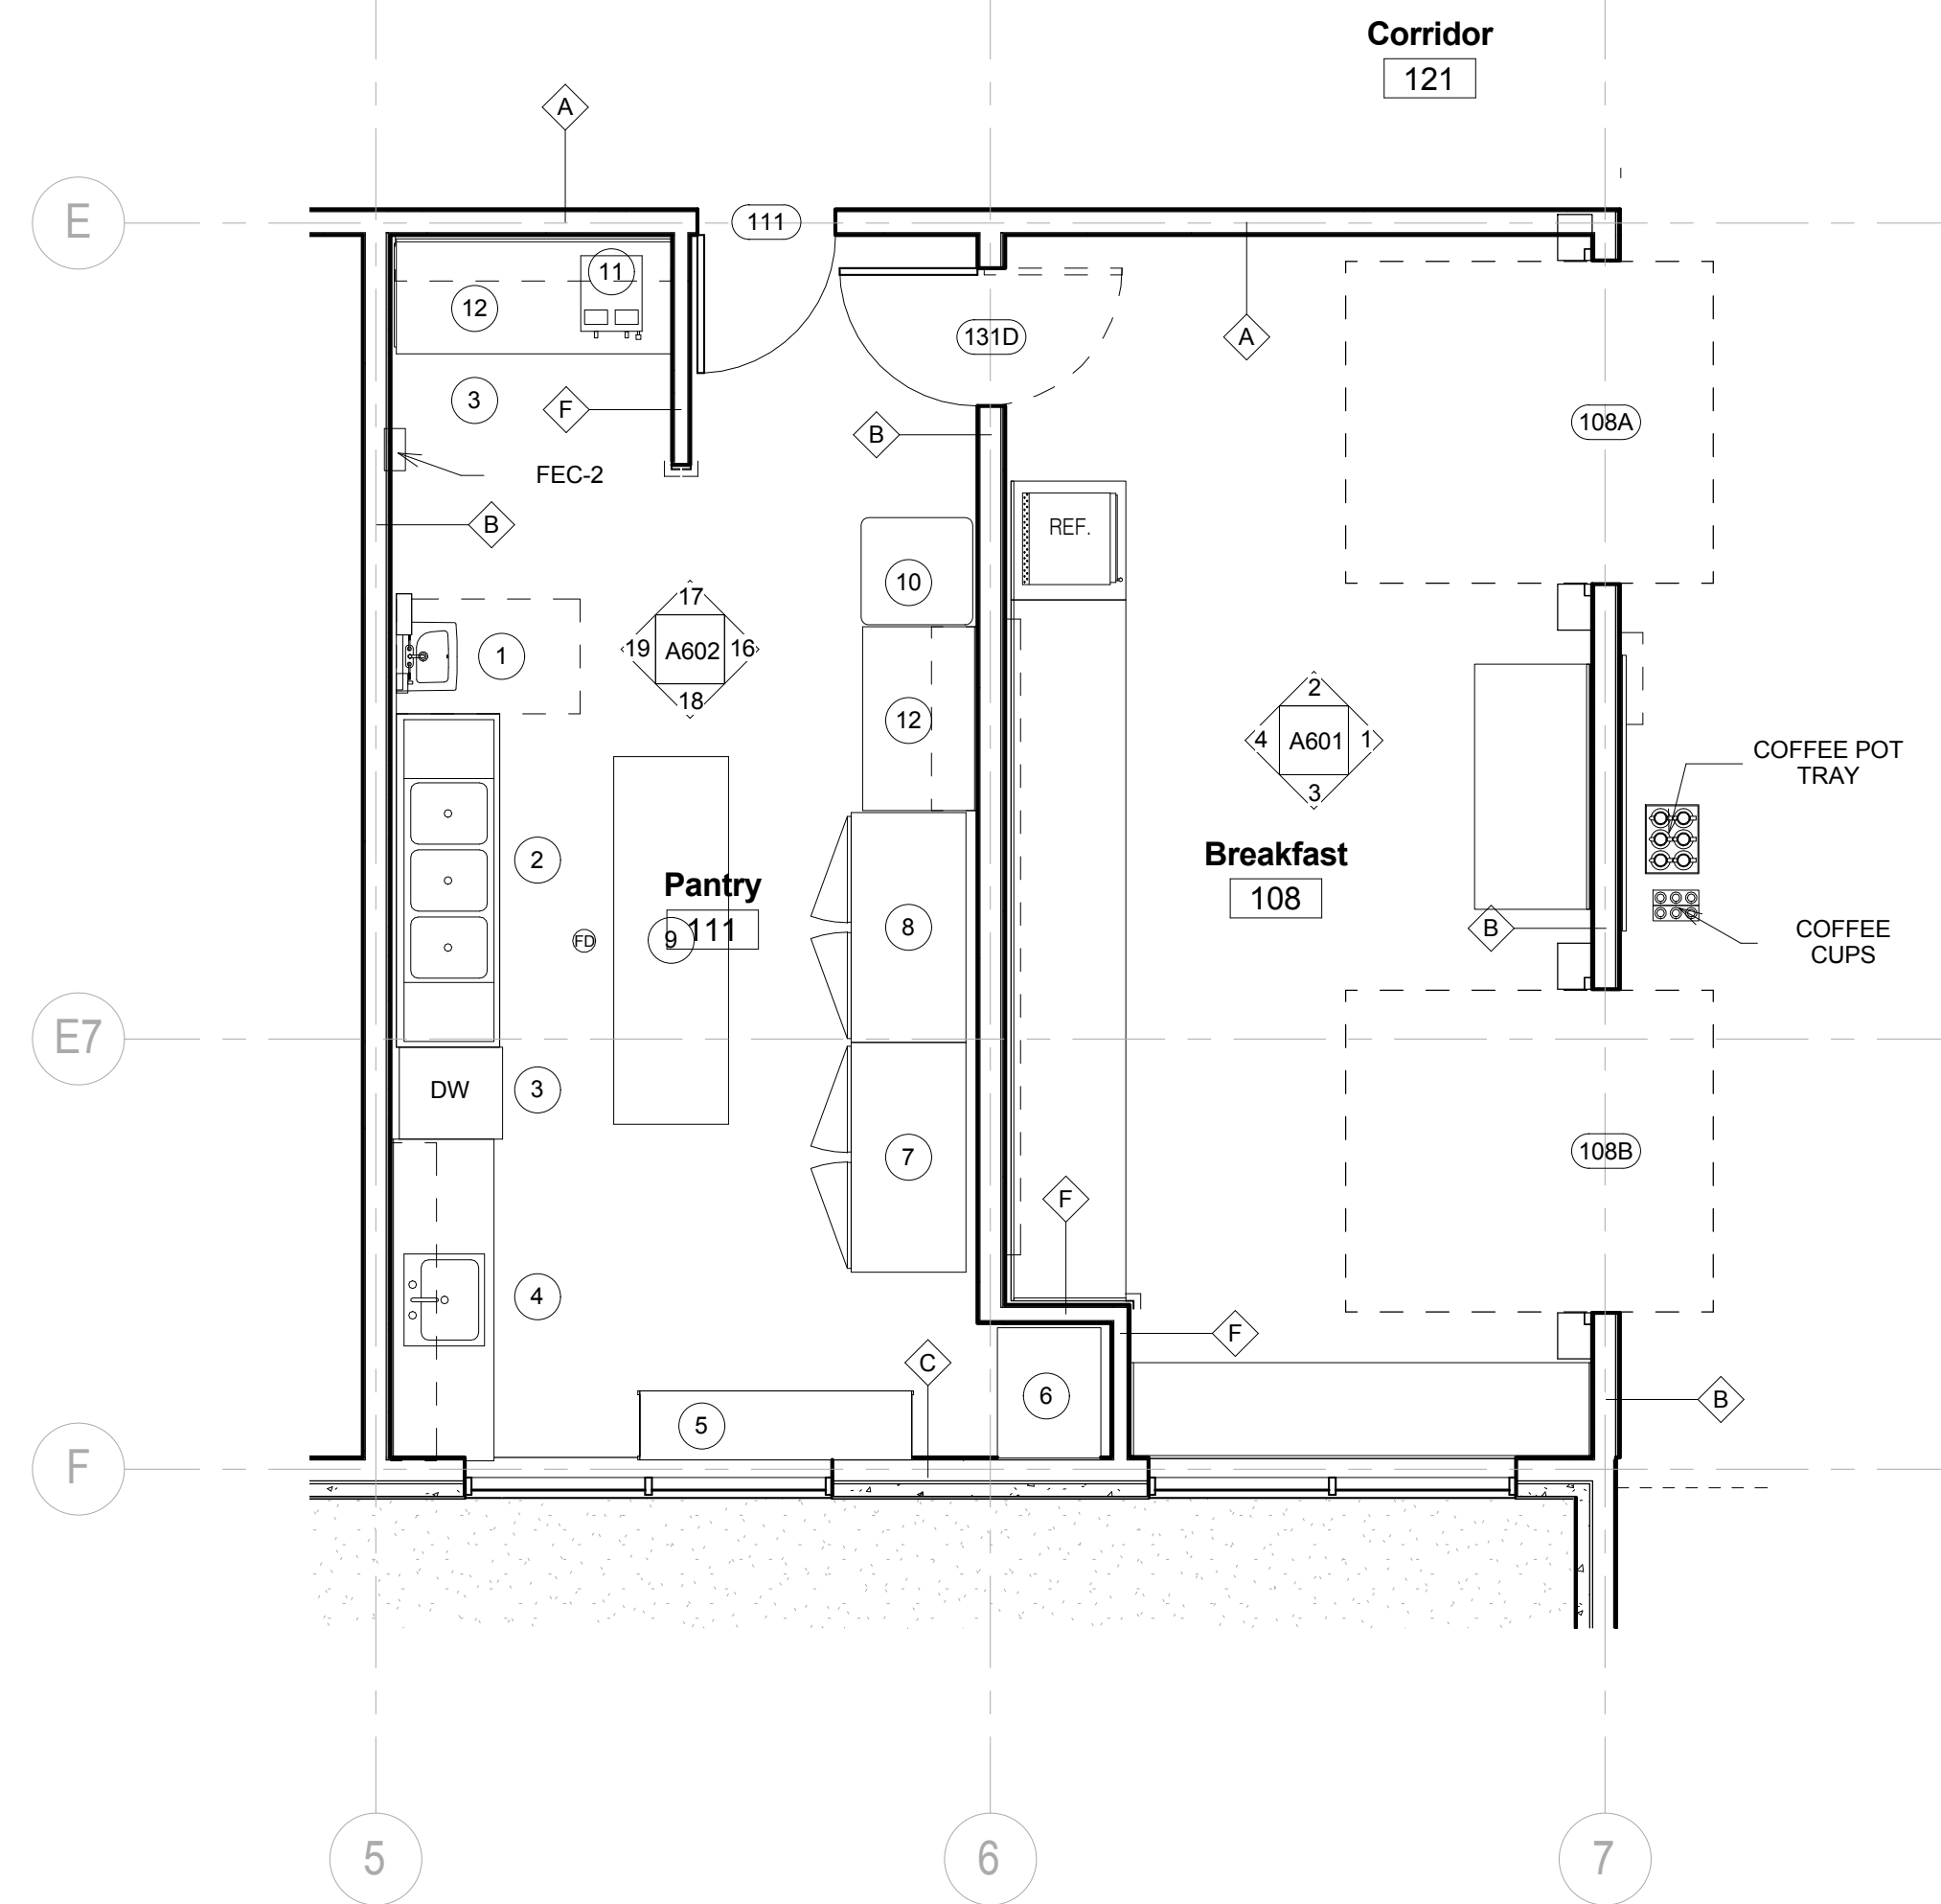 Corridor
121
A
E
111
11
12
131D
A
3
F
108A
B
FEC-2
B
REF.
10
17
19
A602
16
18
1
2
4
A601
1
3
12
COFFEE POT
TRAY
2
Breakfast
108
Pantry
111
9
8
FD
B
COFFEE
CUPS
E7
DW
3
7
108B
F
4
F
C
6
5
B
F
5
6
7